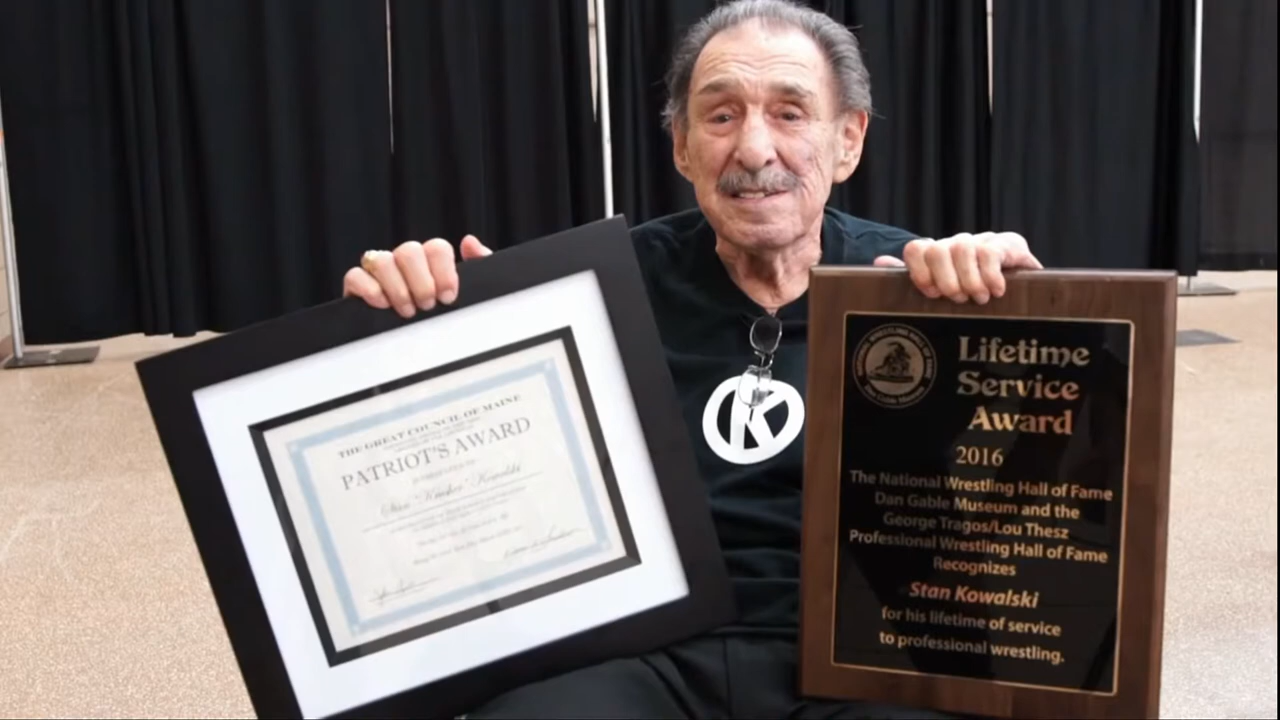 THE GREAT COUNCIL OF MAINE
PATRIOT'S AWARD
Stan "Krusher" Kowalski
K
Lifetime
Service
Award
2016
The National Wrestling Hall of Fame
Dan Gable Museum and the
George Tragos/Lou Thesz
Professional Wrestling Hall of Fame
Recognizes
Stan Kowalski
for his lifetime of service
to professional wrestling.